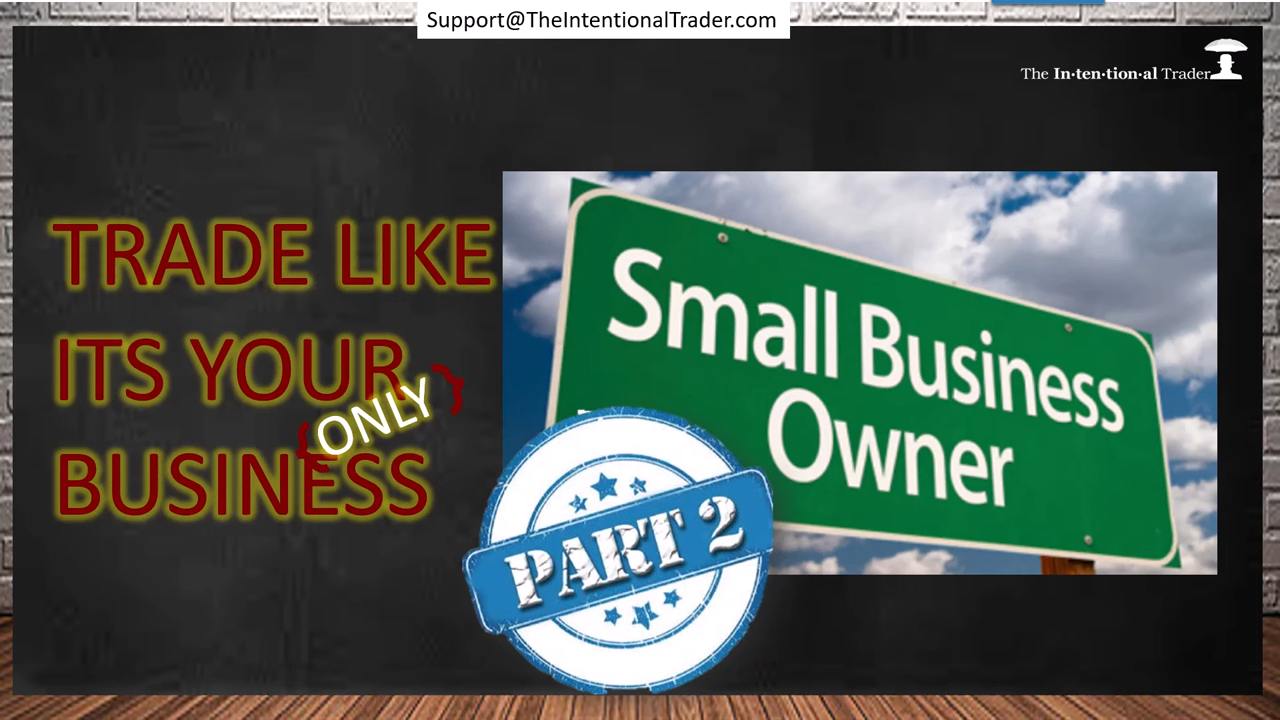 Support@TheIntentionalTrader.com
The In·ten·tion·al Trader
TRADE LIKE
ITS YOUR
{ONLY}
BUSINESS
Small Business
Owner
PART 2